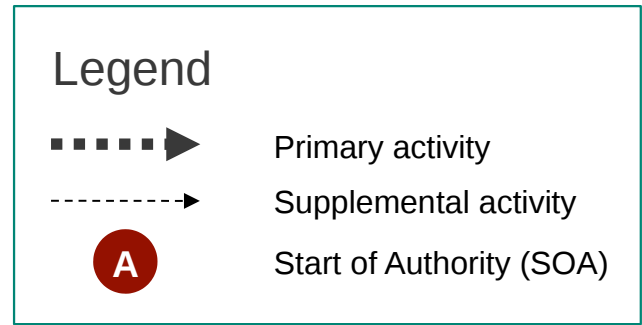 Legend
Primary activity
Supplemental activity
A Start of Authority (SOA)